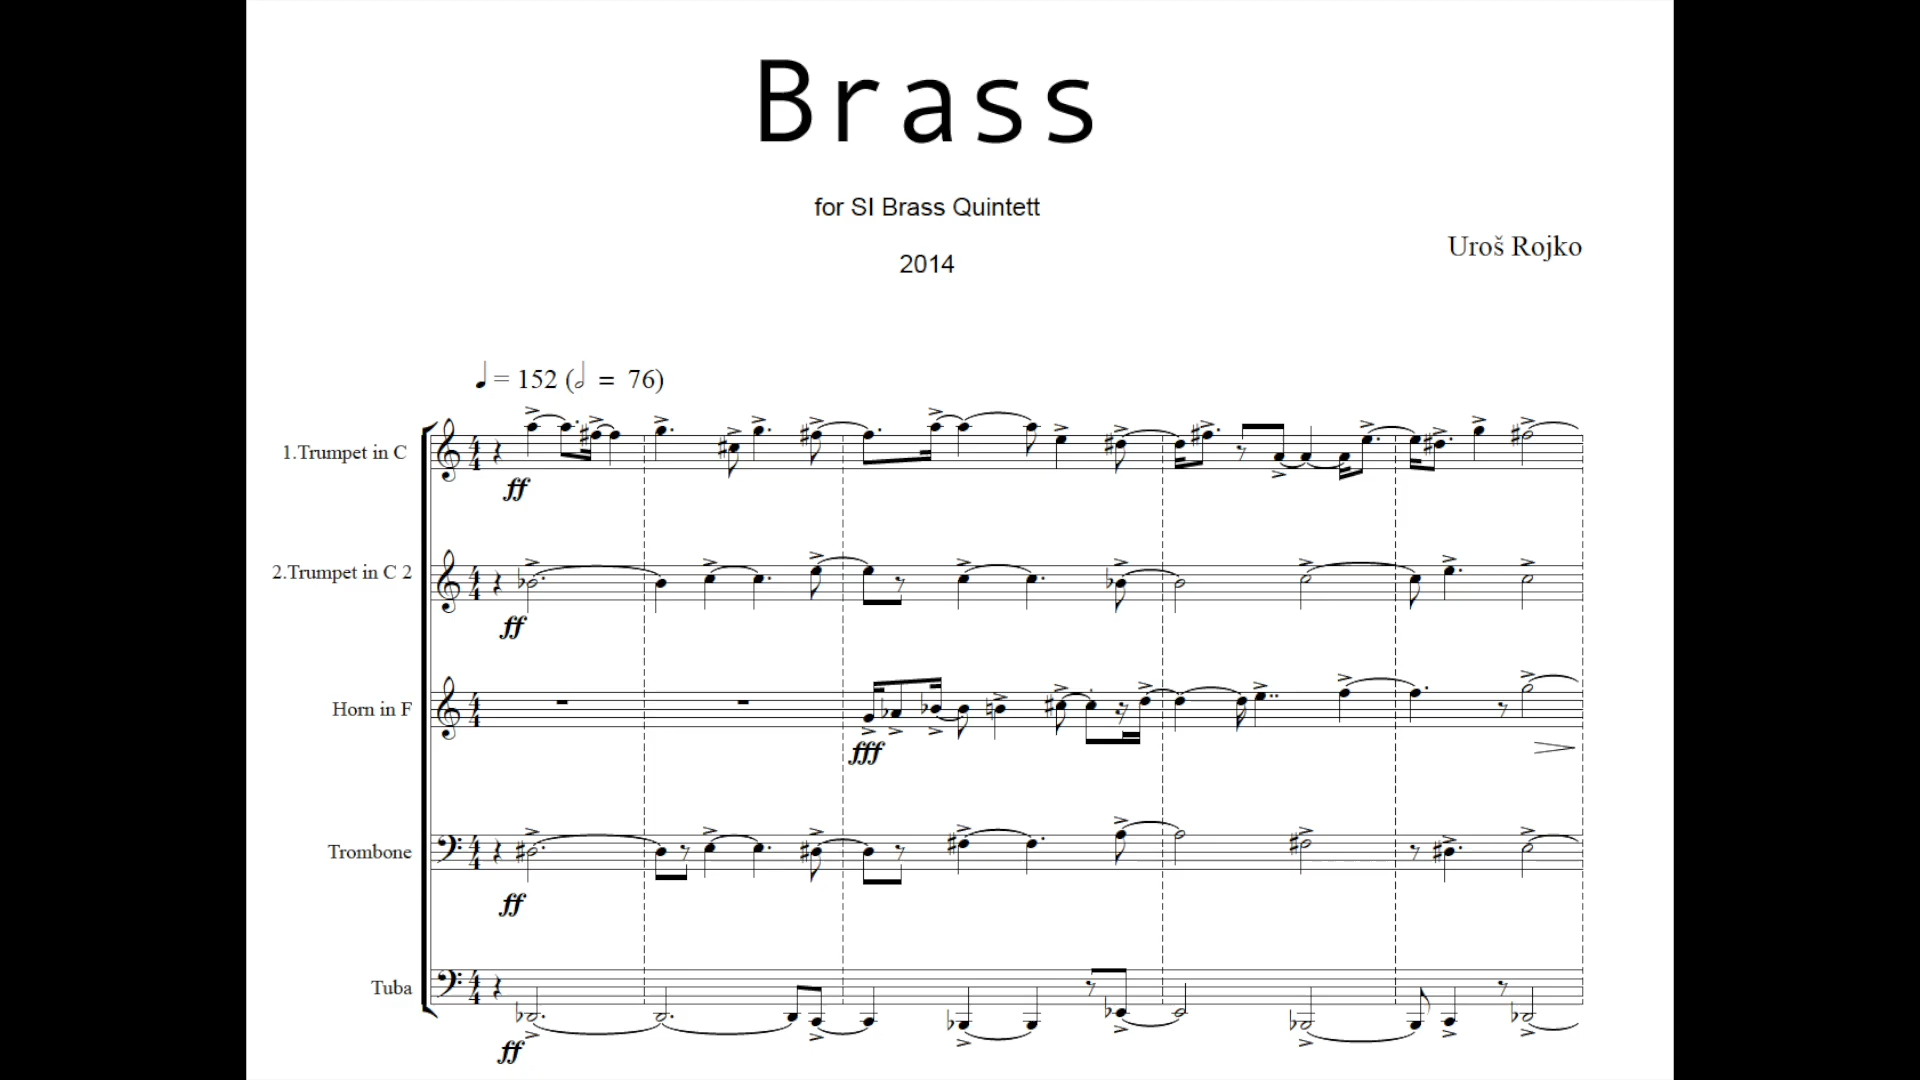 Brass
for SI Brass Quintett
Uroš Rojko
2014
♩ = 152 (𝅗𝅥 = 76)
1.Trumpet in C
ff
2.Trumpet in C 2
ff
Horn in F
fff
Trombone
ff
Tuba
ff